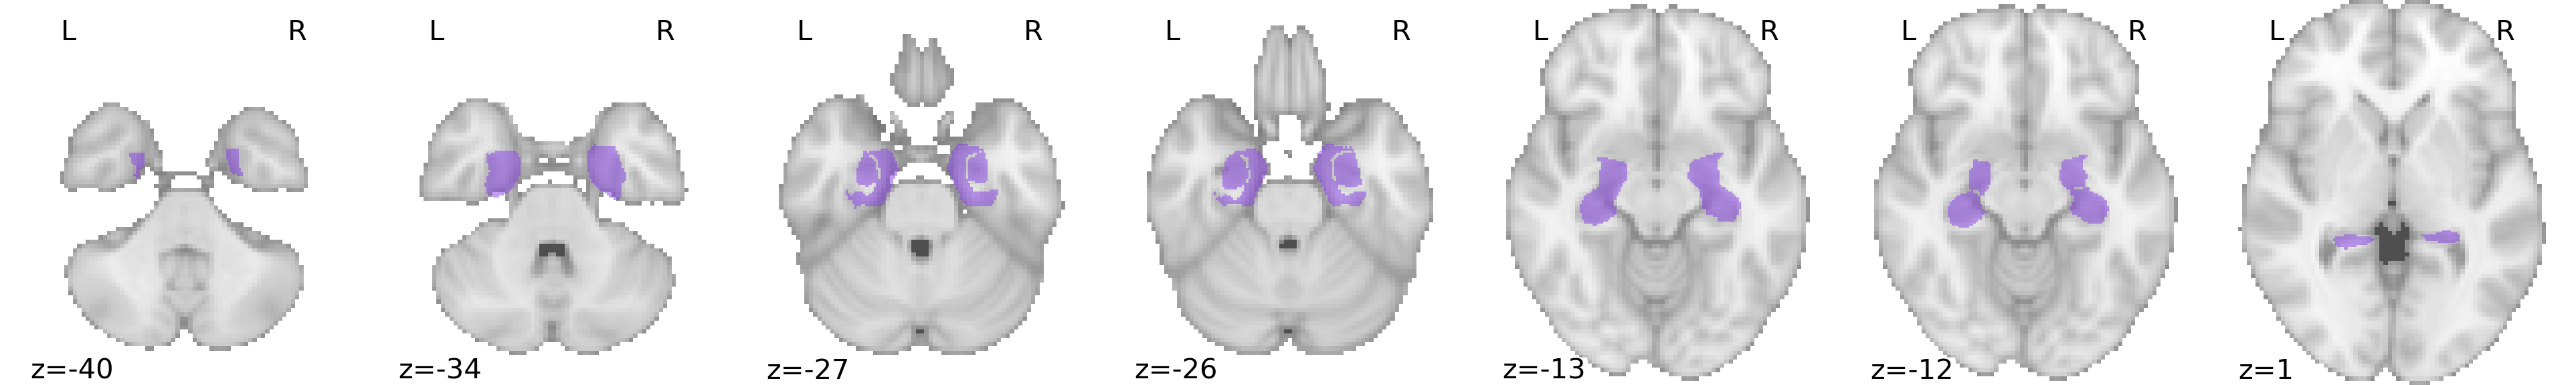 L R L R L R L R L R L R L R
z=-40 z=-34 z=-27 z=-26 z=-13 z=-12 z=1